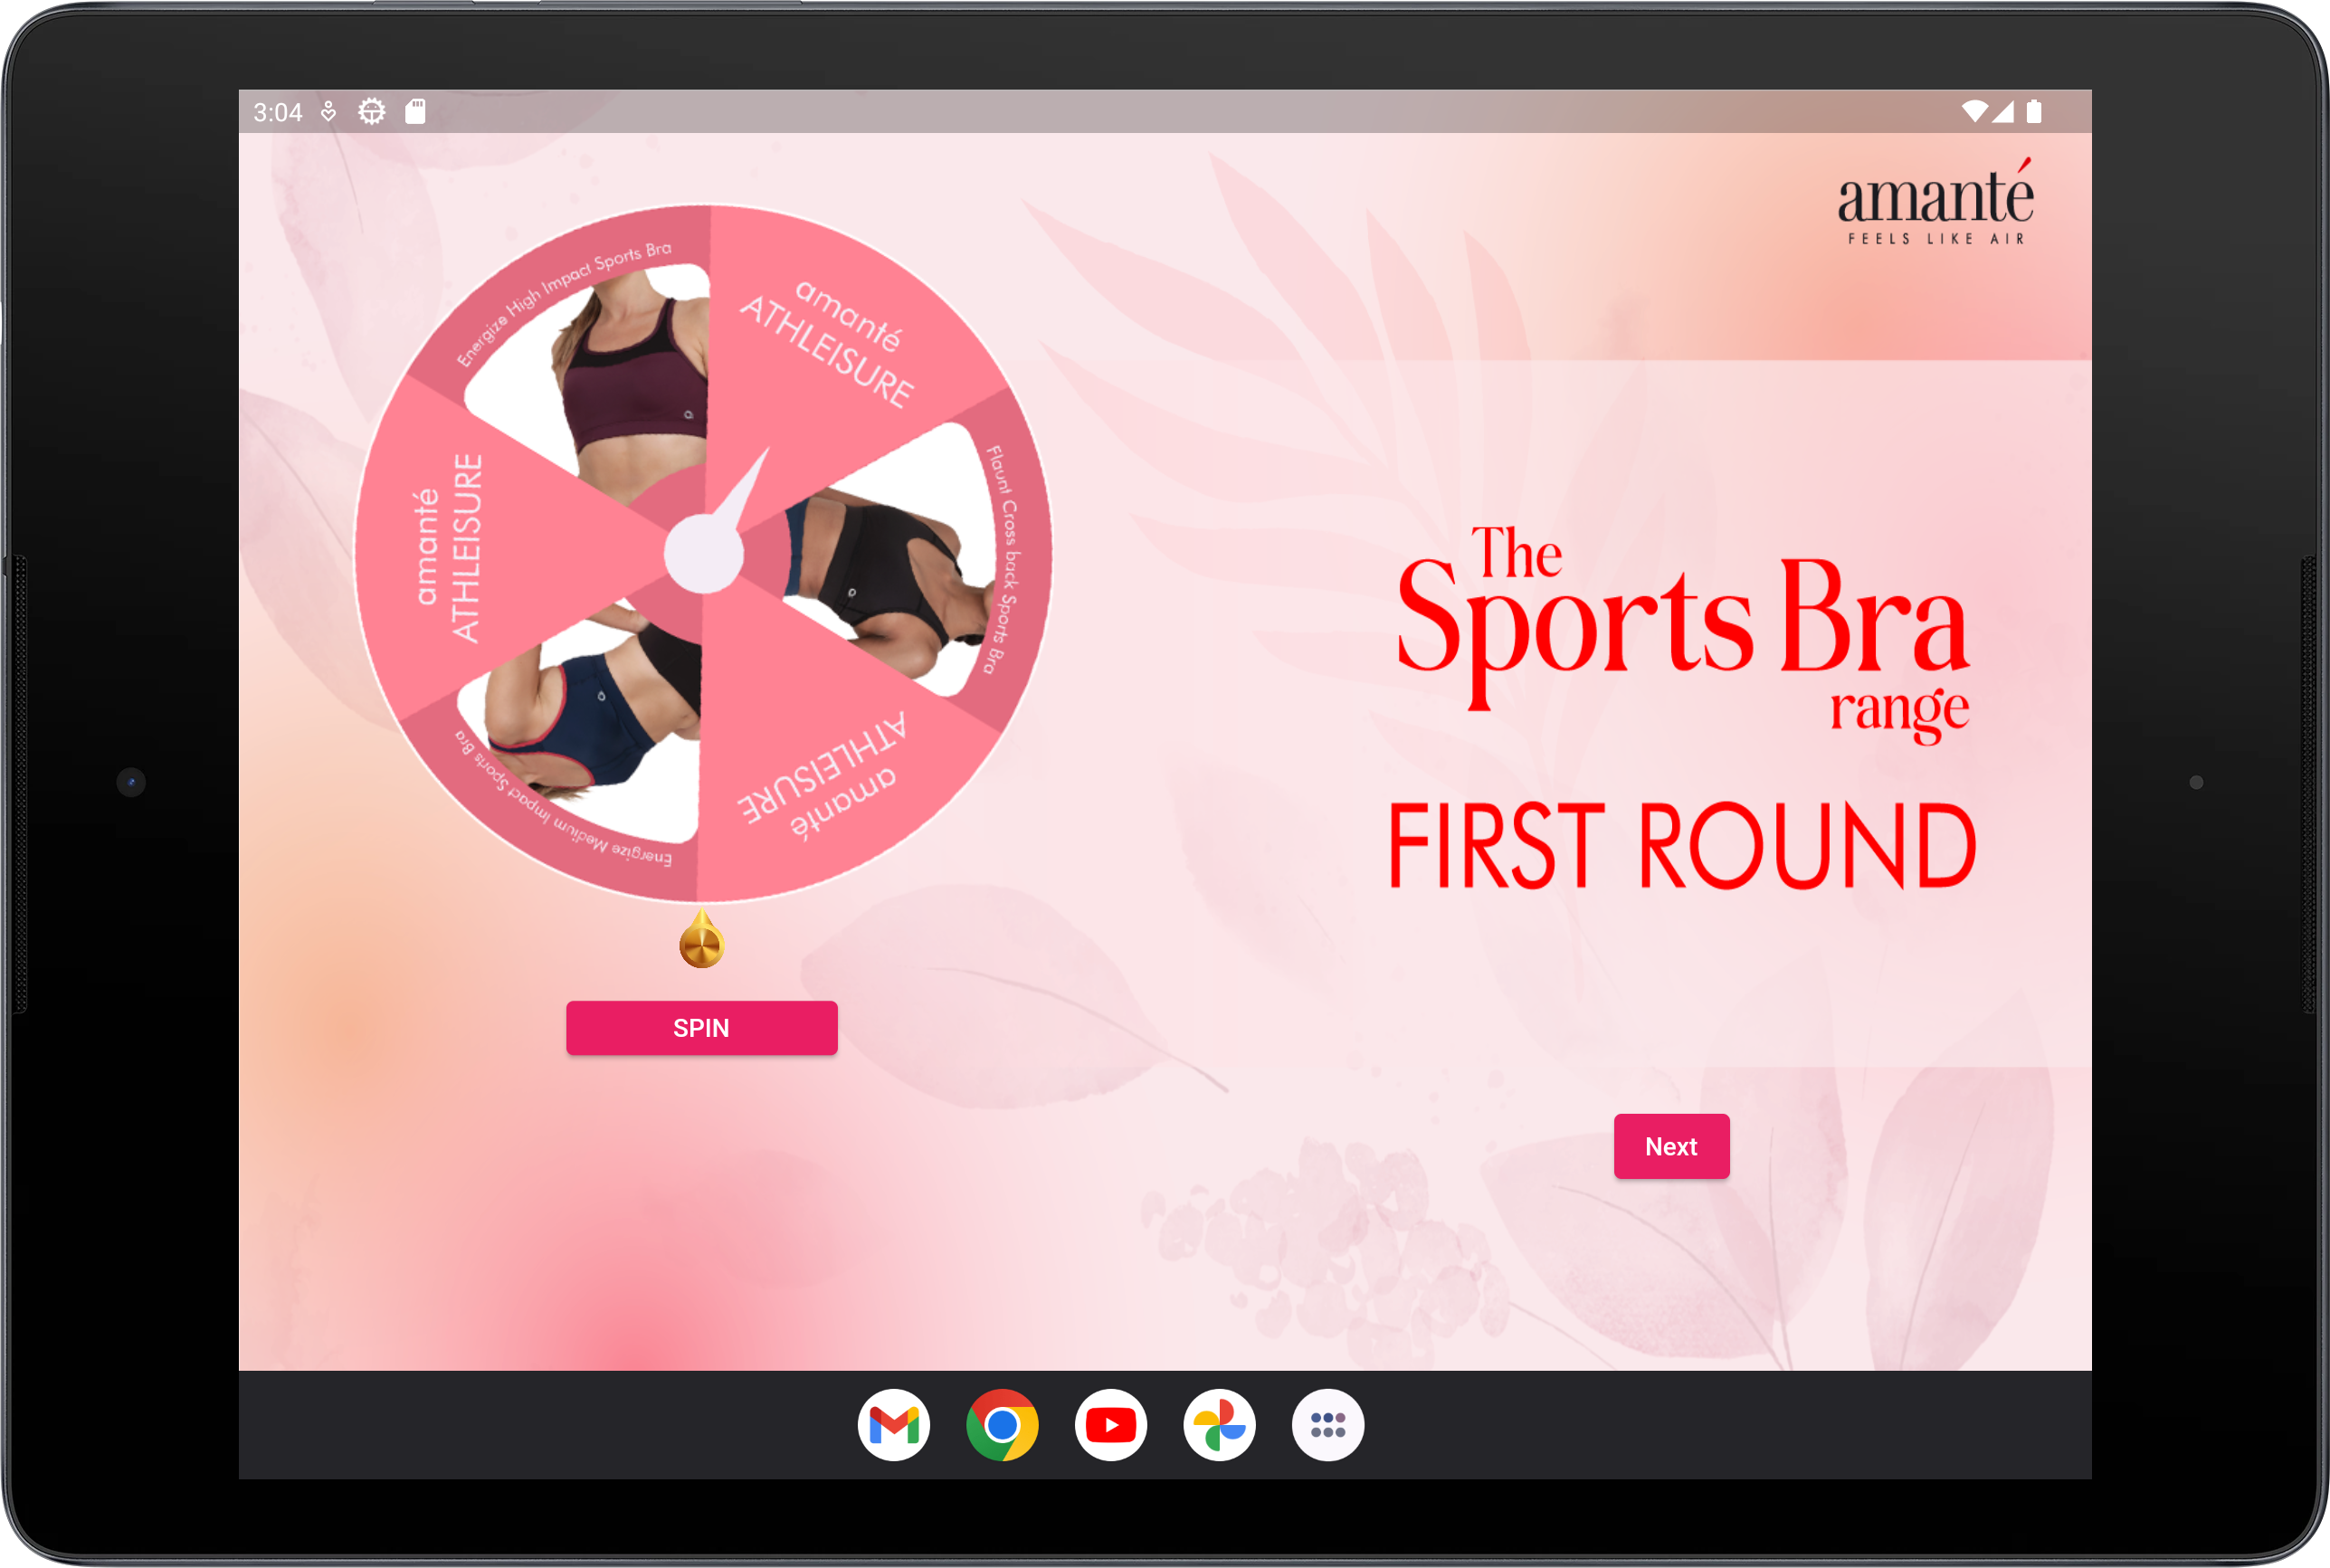 3:04
amanté
FEELS LIKE AIR
Energize High Impact Sports Bra
amanté
ATHLEISURE
Flaunt Cross back Sports Bra
amanté
ATHLEISURE
Energize Medium Impact Sports Bra
amanté
ATHLEISURE
The
Sports Bra
range
FIRST ROUND
SPIN
Next